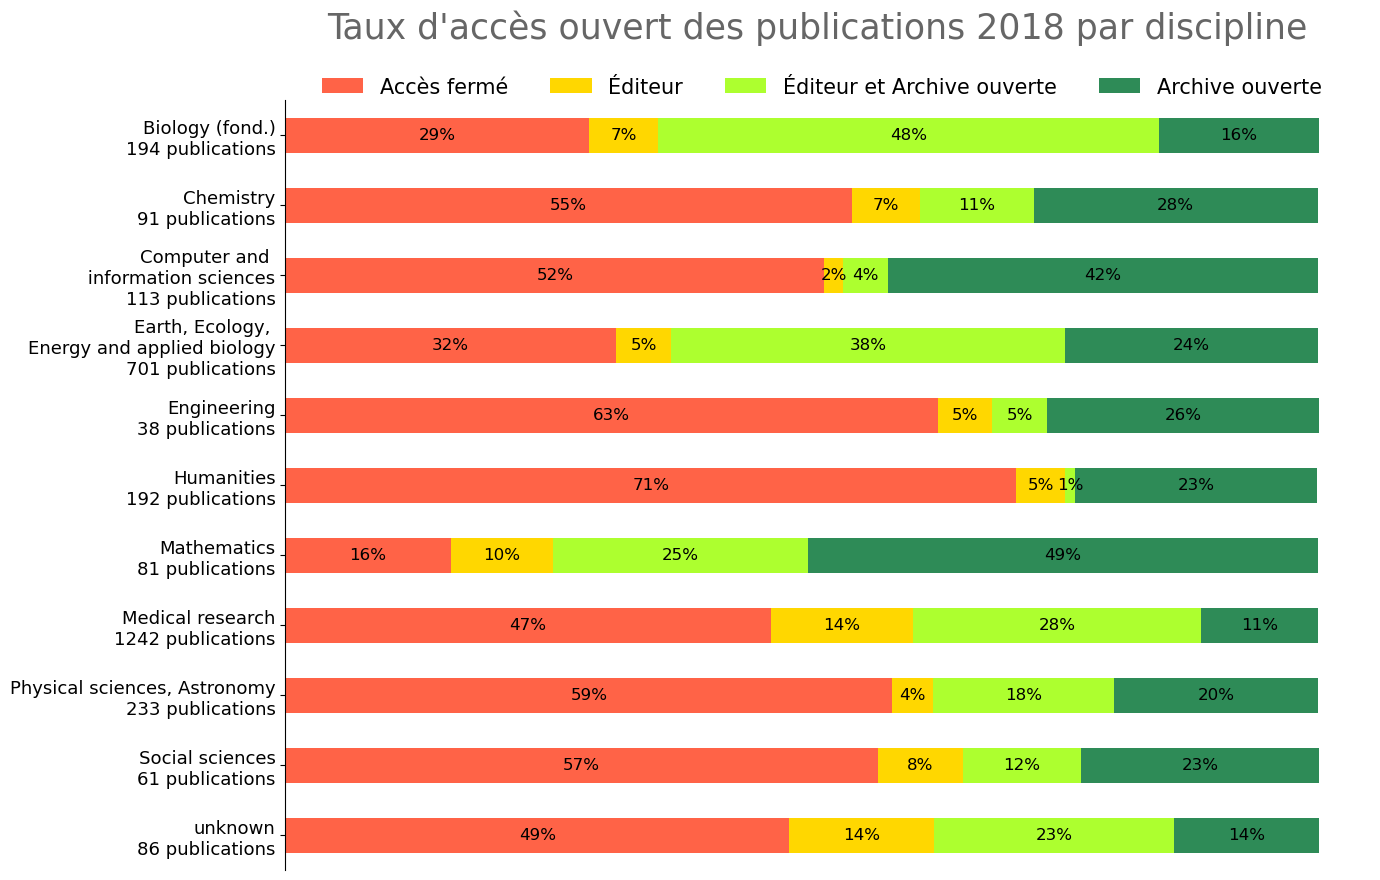 Taux d'accès ouvert des publications 2018 par discipline
Accès fermé Éditeur Éditeur et Archive ouverte Archive ouverte
Biology (fond.)
194 publications
29% 7% 48% 16%
Chemistry
91 publications
55% 7% 11% 28%
Computer and
information sciences
113 publications
52% 2% 4% 42%
Earth, Ecology,
Energy and applied biology
701 publications
32% 5% 38% 24%
Engineering
38 publications
63% 5% 5% 26%
Humanities
192 publications
71% 5% 1% 23%
Mathematics
81 publications
16% 10% 25% 49%
Medical research
1242 publications
47% 14% 28% 11%
Physical sciences, Astronomy
233 publications
59% 4% 18% 20%
Social sciences
61 publications
57% 8% 12% 23%
unknown
86 publications
49% 14% 23% 14%